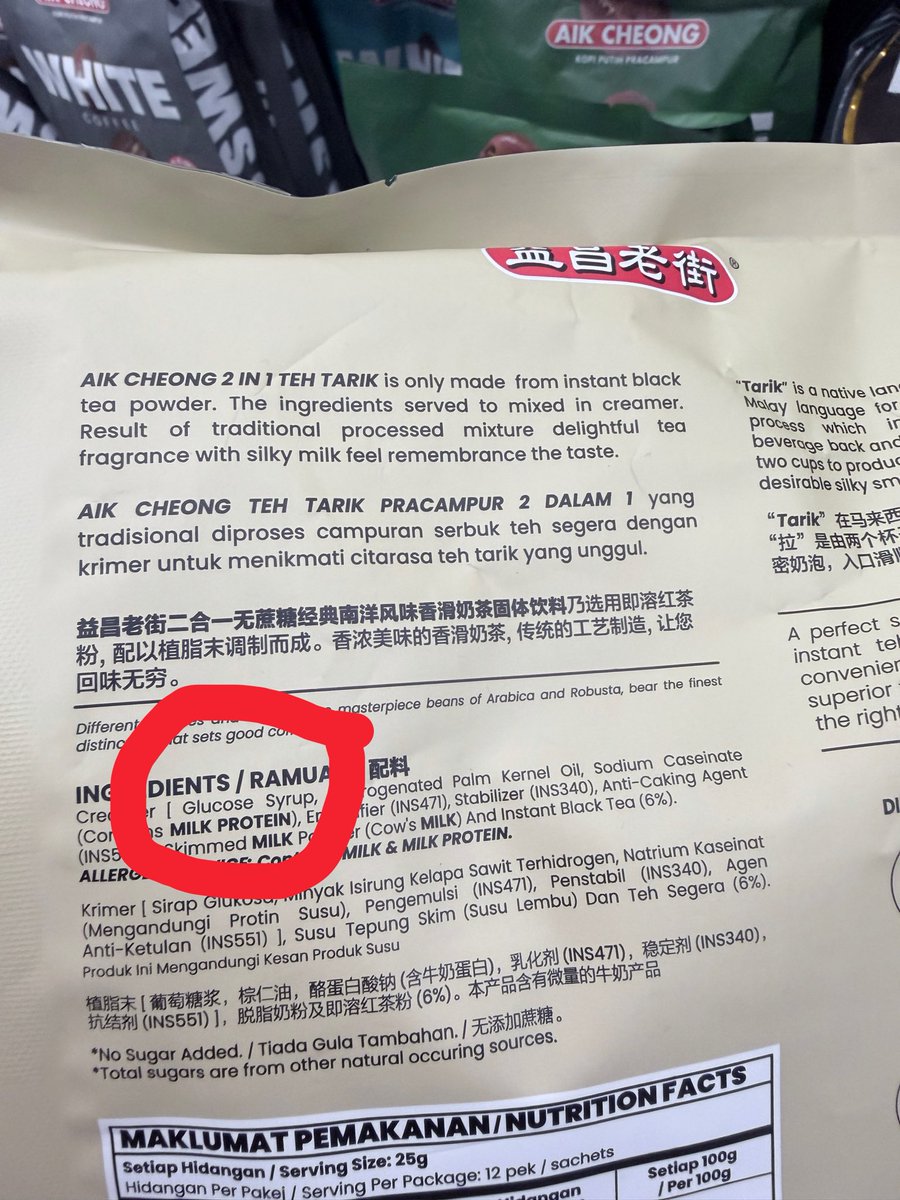 AIK CHEONG
WHITE
COFFEE
AIK CHEONG
KOPI PUTIH PRACAMPUR
益昌老街®
AIK CHEONG 2 IN 1 TEH TARIK is only made from instant black
tea powder. The ingredients served to mixed in creamer.
Result of traditional processed mixture delightful tea
fragrance with silky milk feel remembrance the taste.
AIK CHEONG TEH TARIK PRACAMPUR 2 DALAM 1 yang
tradisional diproses campuran serbuk teh segera dengan
krimer untuk menikmati citarasa teh tarik yang unggul.
益昌老街二合一无蔗糖经典南洋风味香滑奶茶固体饮料乃选用即溶红茶
粉, 配以植脂末调制而成。香浓美味的香滑奶茶, 传统的工艺制造, 让您
回味无穷。
masterpiece beans of Arabica and Robusta, bear the finest
sets good
INGREDIENTS / RAMUAN 配料
Glucose Syrup, Palm Kernel Oil, Sodium Caseinate
MILK PROTEIN), (INS471), Stabilizer (INS340), Anti-Caking Agent
Skimmed MILK (Cow's MILK) And Instant Black Tea (6%).
MILK & MILK PROTEIN.
Krimer [ Sirap Glukosa, Minyak Isirung Kelapa Sawit Terhidrogen, Natrium Kaseinat
(Mengandungi Protin Susu), Pengemulsi (INS471), Penstabil (INS340), Agen
Anti-Ketulan (INS551) ], Susu Tepung Skim (Susu Lembu) Dan Teh Segera (6%).
Produk Ini Mengandungi Kesan Produk Susu
植脂末 [ 葡萄糖浆，棕仁油，酪蛋白酸钠 (含牛奶蛋白)，乳化剂 (INS471)，稳定剂 (INS340)，
抗结剂 (INS551) ]，脱脂奶粉及即溶红茶粉 (6%)。本产品含有微量的牛奶产品
*No Sugar Added. / Tiada Gula Tambahan. / 无添加蔗糖。
*Total sugars are from other natural occuring sources.
MAKLUMAT PEMAKANAN / NUTRITION FACTS
Setiap Hidangan / Serving Size: 25g
Hidangan Per Pakej / Serving Per Package: 12 pek / sachets
Setiap 100g
/ Per 100g
"Tarik" is a native
Malay language for
process which
beverage back and
two cups to
desirable silky
"Tarik" 在马来西
"拉" 是由两个杯
密奶泡，入口滑
A perfect
instant
superior
the right